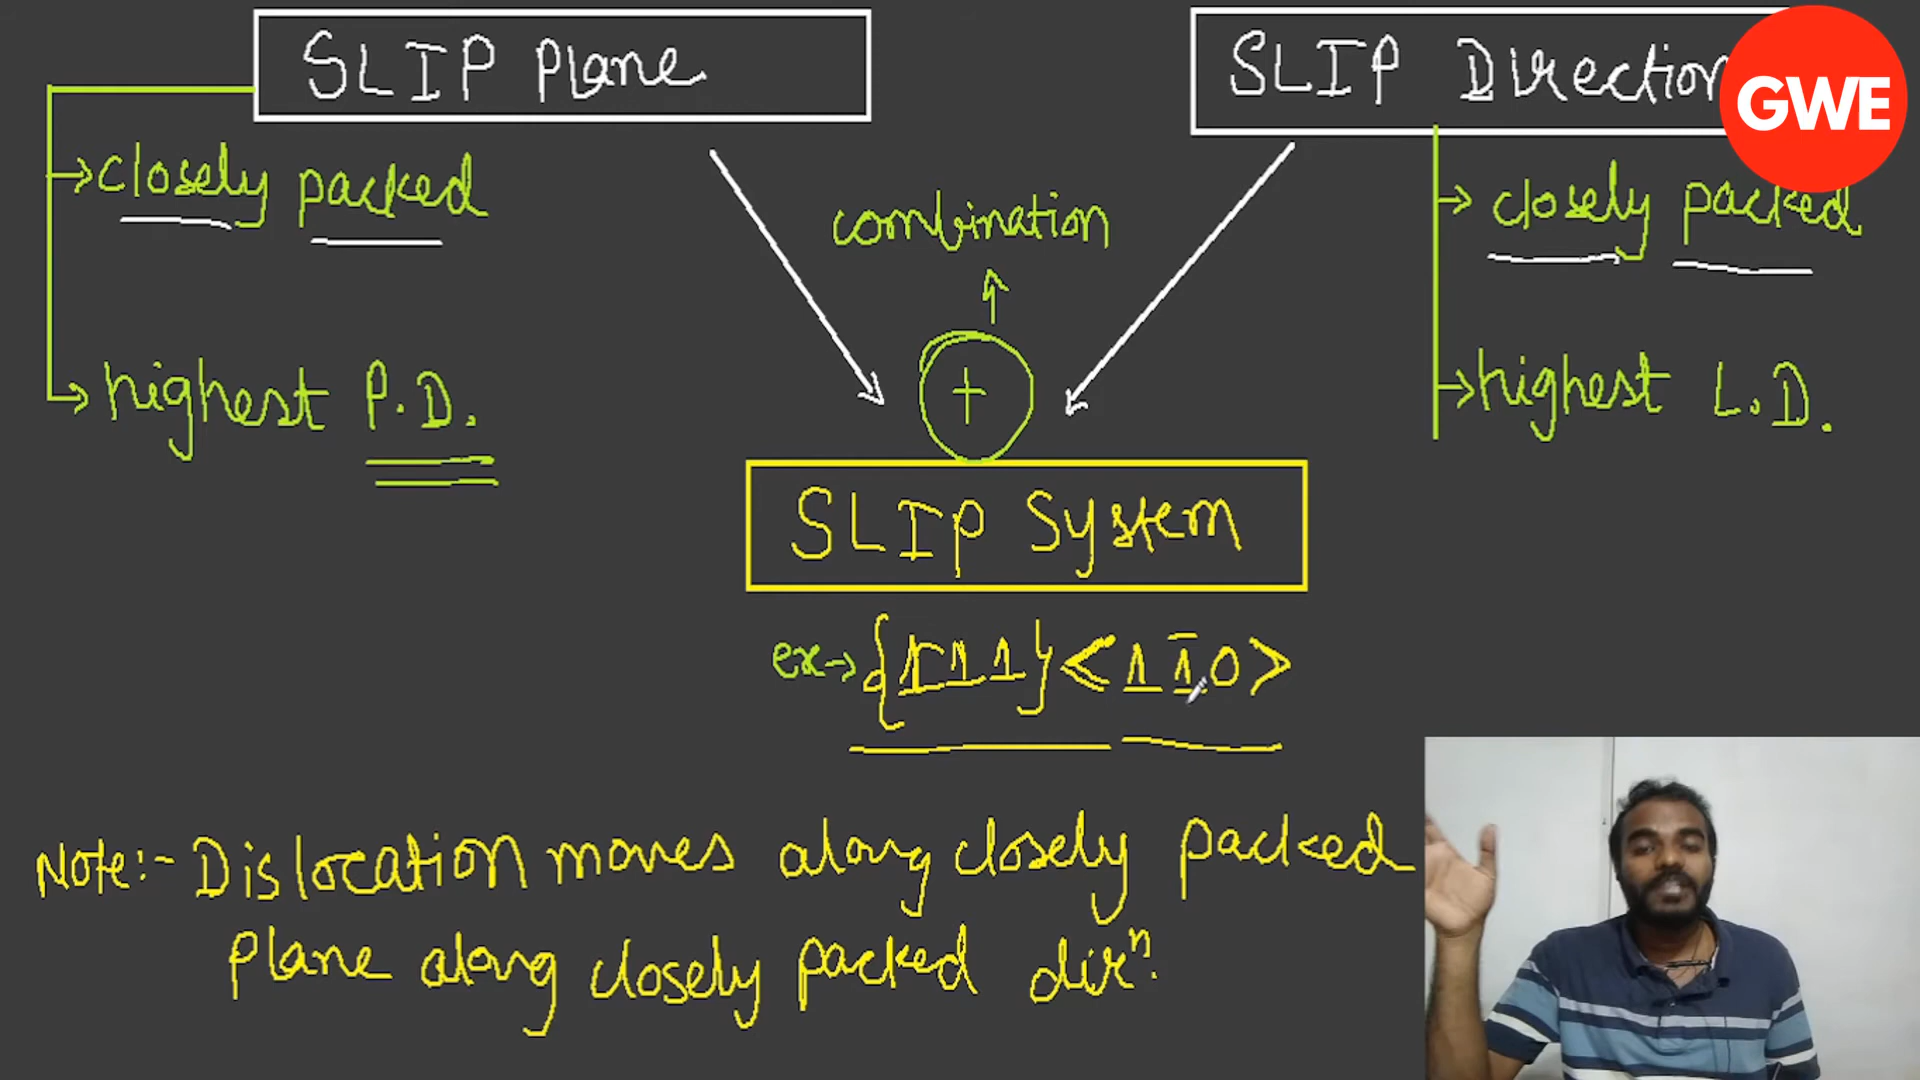 SLIP Plane
SLIP Direction
GWE
closely packed
highest P.D.
combination
+
closely packed
highest L.D.
SLIP System
ex→ {111}<11̄0>
Note:- Dislocation moves along closely packed
Plane along closely packed dirⁿ.